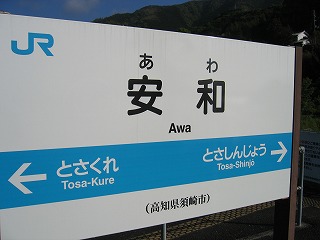 JR
あわ
安和
Awa
とさくれ
Tosa-Kure
とさしんじょう
Tosa-Shinjo
(高知県須崎市)